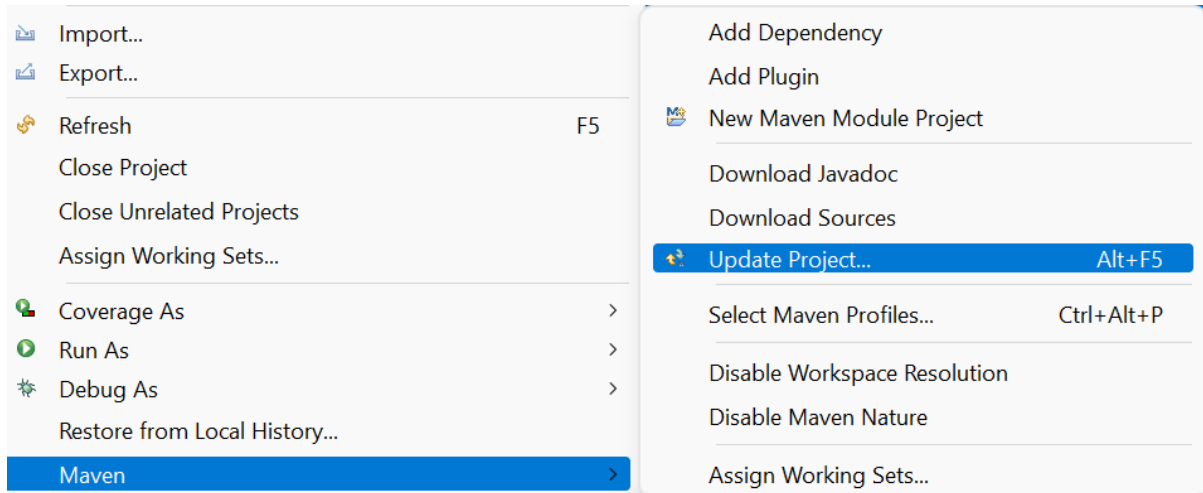 Import...
Export...
Refresh F5
Close Project
Close Unrelated Projects
Assign Working Sets...
Coverage As
Run As
Debug As
Restore from Local History...
Maven
Add Dependency
Add Plugin
New Maven Module Project
Download Javadoc
Download Sources
Update Project... Alt+F5
Select Maven Profiles... Ctrl+Alt+P
Disable Workspace Resolution
Disable Maven Nature
Assign Working Sets...